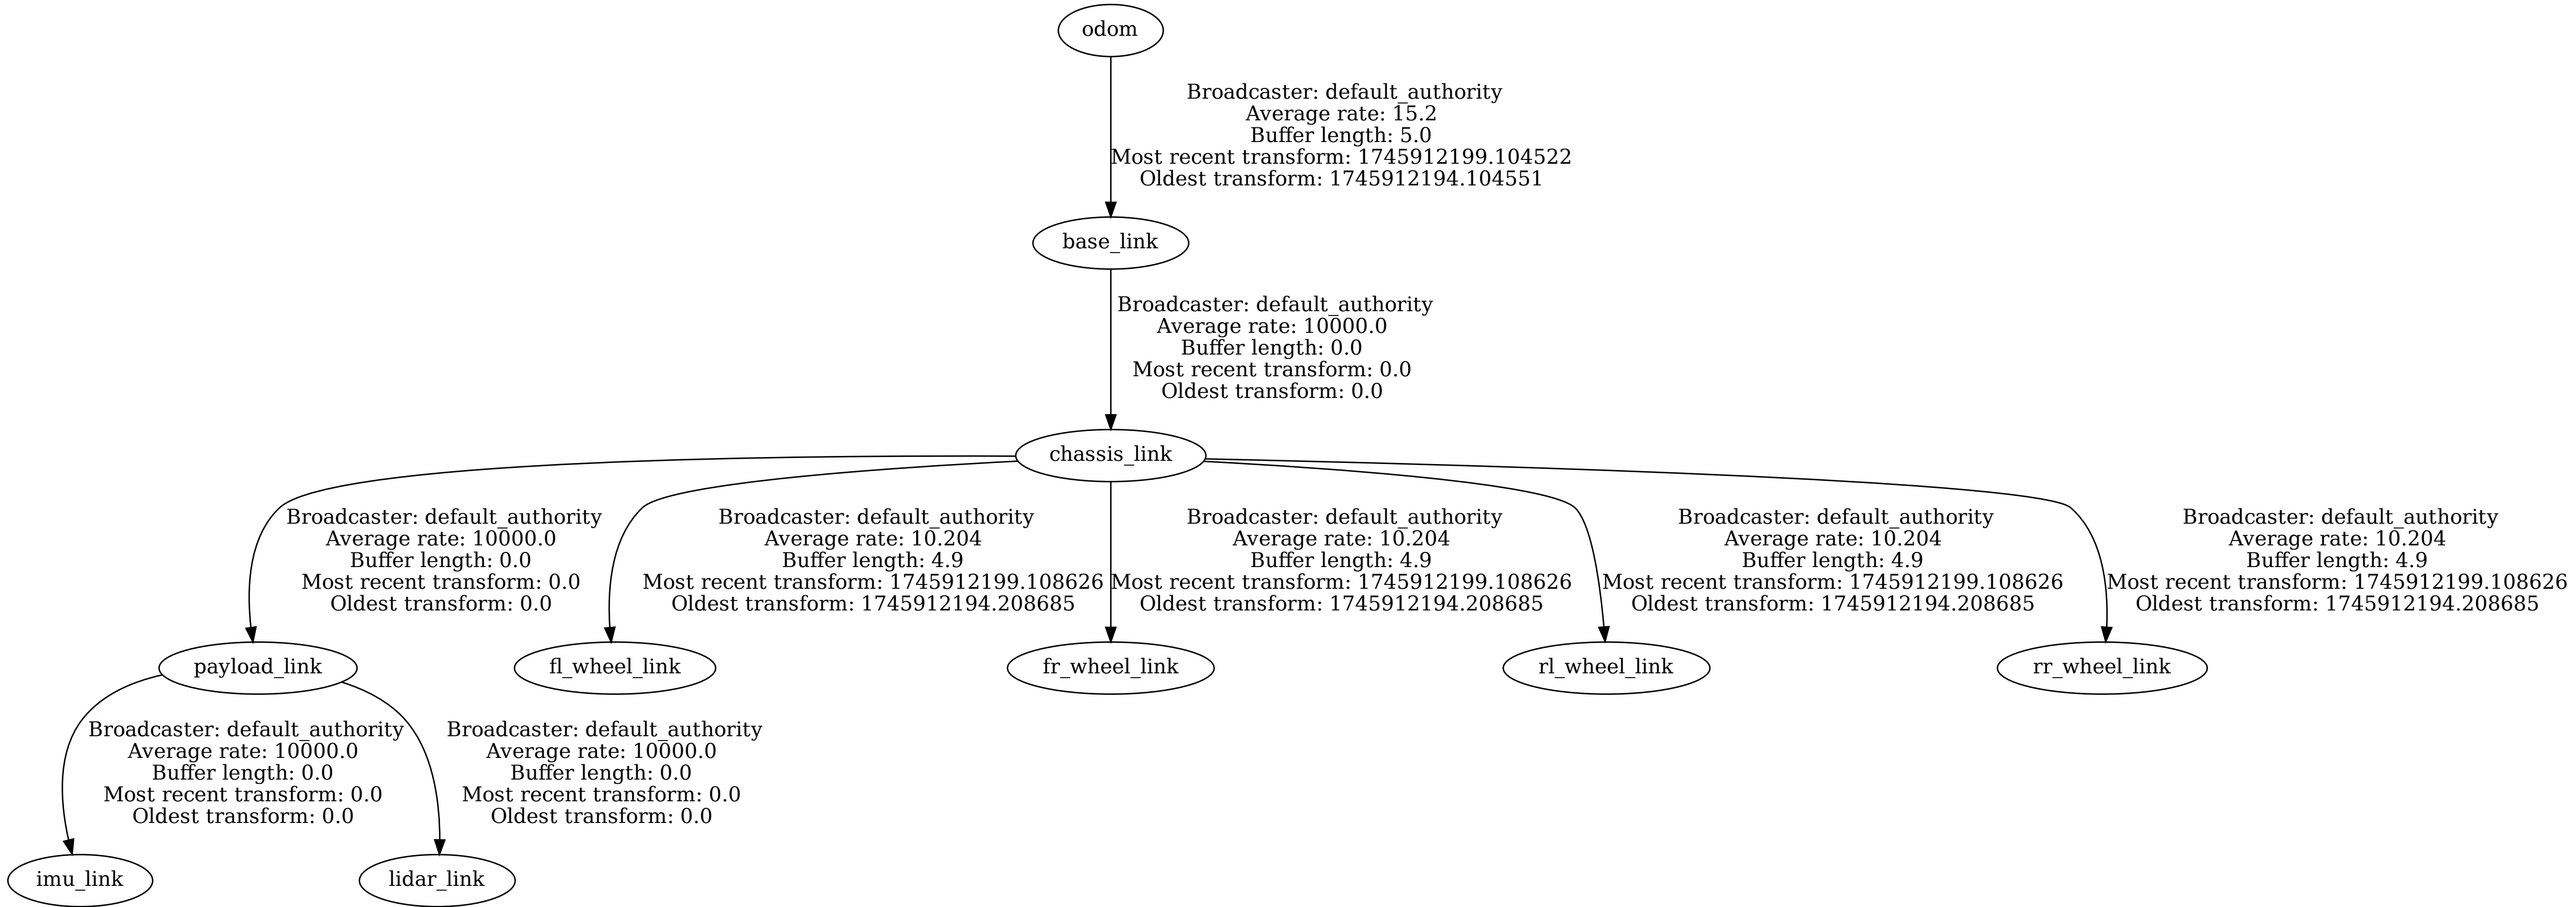 odom
Broadcaster: default_authority
Average rate: 15.2
Buffer length: 5.0
Most recent transform: 1745912199.104522
Oldest transform: 1745912194.104551
base_link
Broadcaster: default_authority
Average rate: 10000.0
Buffer length: 0.0
Most recent transform: 0.0
Oldest transform: 0.0
chassis_link
Broadcaster: default_authority
Average rate: 10000.0
Buffer length: 0.0
Most recent transform: 0.0
Oldest transform: 0.0
Broadcaster: default_authority
Average rate: 10.204
Buffer length: 4.9
Most recent transform: 1745912199.108626
Oldest transform: 1745912194.208685
Broadcaster: default_authority
Average rate: 10.204
Buffer length: 4.9
Most recent transform: 1745912199.108626
Oldest transform: 1745912194.208685
Broadcaster: default_authority
Average rate: 10.204
Buffer length: 4.9
Most recent transform: 1745912199.108626
Oldest transform: 1745912194.208685
Broadcaster: default_authority
Average rate: 10.204
Buffer length: 4.9
Most recent transform: 1745912199.108626
Oldest transform: 1745912194.208685
payload_link
fl_wheel_link
fr_wheel_link
rl_wheel_link
rr_wheel_link
Broadcaster: default_authority
Average rate: 10000.0
Buffer length: 0.0
Most recent transform: 0.0
Oldest transform: 0.0
Broadcaster: default_authority
Average rate: 10000.0
Buffer length: 0.0
Most recent transform: 0.0
Oldest transform: 0.0
imu_link
lidar_link